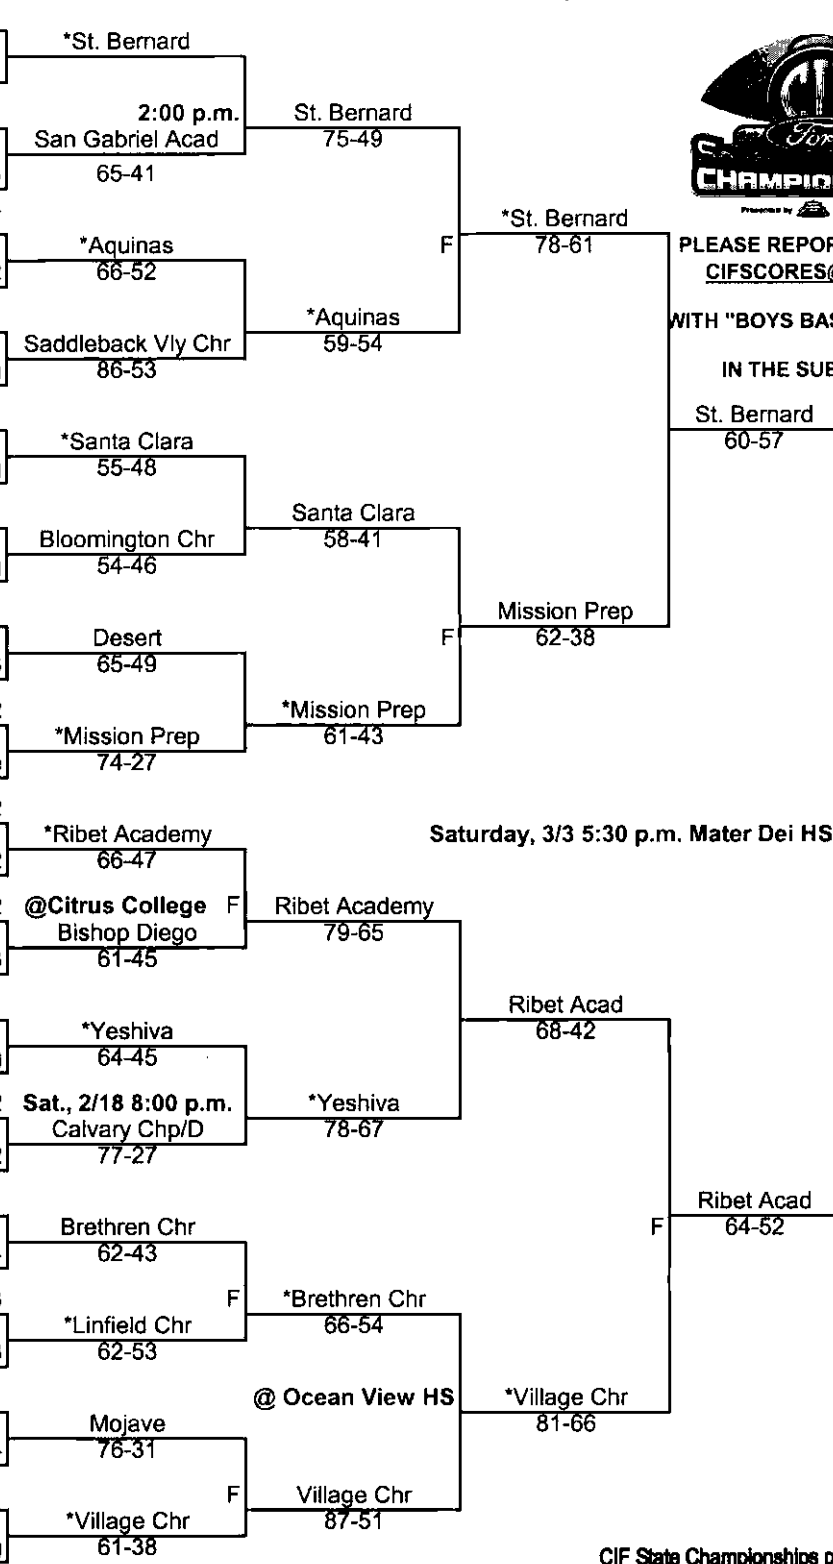 *St. Bernard
2:00 p.m.
San Gabriel Acad
65-41
St. Bernard
75-49
*Aquinas
66-52
F
*St. Bernard
78-61
Saddleback Vly Chr
86-53
*Aquinas
59-54
Ford
CHAMPIO
Presented by
PLEASE REPOR
CIFSCORES@
WITH "BOYS BAS
IN THE SUB
St. Bernard
60-57
*Santa Clara
55-48
Bloomington Chr
54-46
Santa Clara
58-41
Desert
65-49
F
Mission Prep
62-38
*Mission Prep
74-27
*Mission Prep
61-43
*Ribet Academy
66-47
Saturday, 3/3 5:30 p.m. Mater Dei HS
@Citrus College F
Bishop Diego
61-45
Ribet Academy
79-65
*Yeshiva
64-45
Ribet Acad
68-42
Sat., 2/18 8:00 p.m.
Calvary Chp/D
77-27
*Yeshiva
78-67
Brethren Chr
62-43
F
Ribet Acad
64-52
F
*Linfield Chr
62-53
*Brethren Chr
66-54
@ Ocean View HS
*Village Chr
81-66
Mojave
76-31
F
*Village Chr
61-38
Village Chr
87-51
CIF State Championships